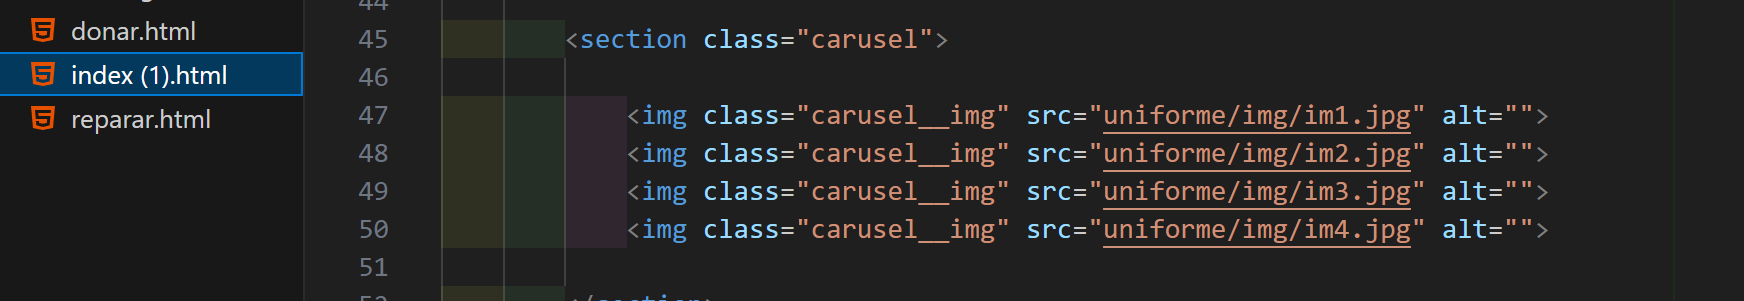 44
donar.html
45 <section class="carusel">
index (1).html
46
47 <img class="carusel__img" src="uniforme/img/im1.jpg" alt="">
reparar.html
48 <img class="carusel__img" src="uniforme/img/im2.jpg" alt="">
49 <img class="carusel__img" src="uniforme/img/im3.jpg" alt="">
50 <img class="carusel__img" src="uniforme/img/im4.jpg" alt="">
51
52 </section>